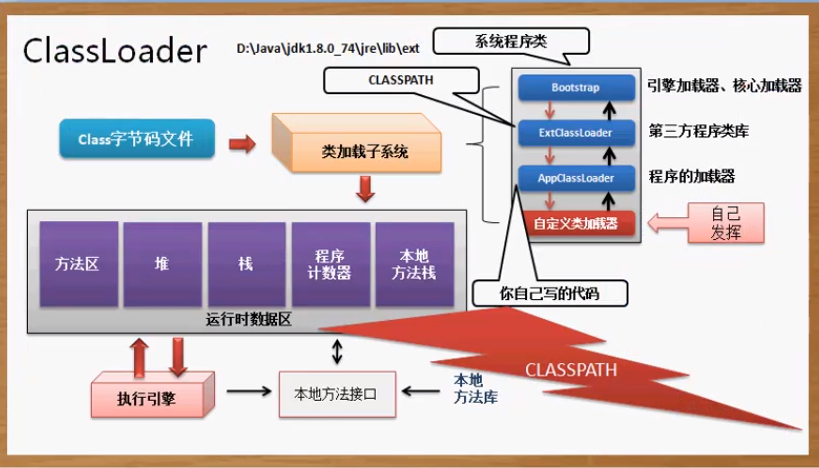 ClassLoader
D:\Java\jdk1.8.0_74\jre\lib\ext
系统程序类
CLASSPATH
Bootstrap
引擎加载器、核心加载器
ExtClassLoader
第三方程序类库
AppClassLoader
程序的加载器
自定义类加载器
自己
发挥
你自己写的代码
Class字节码文件
类加载子系统
方法区
堆
栈
程序
计数器
本地
方法栈
运行时数据区
CLASSPATH
执行引擎
本地方法接口
本地
方法库